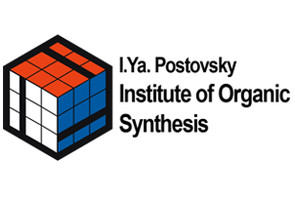 I.Ya. Postovsky
Institute of Organic
Synthesis